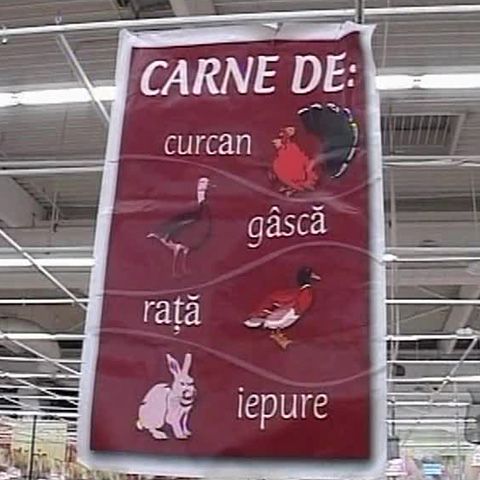 CARNE DE:
curcan
gâscă
rață
iepure